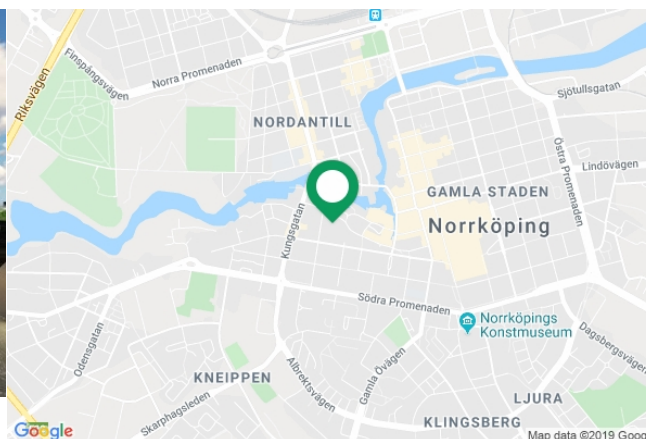 Finspångsvägen
Norra Promenaden
Riksvägen
Sjötullsgatan
NORDANTILL
Östra Promenaden
Lindövägen
GAMLA STADEN
Norrköping
Kungsgatan
Södra Promenaden
Norrköpings
Konstmuseum
Dagsbergsvägen
Odensgatan
Albrektsvägen
Gamla Övägen
KNEIPPEN
LJURA
Skarphagsleden
KLINGSBERG
Google
Map data ©2019 Goog